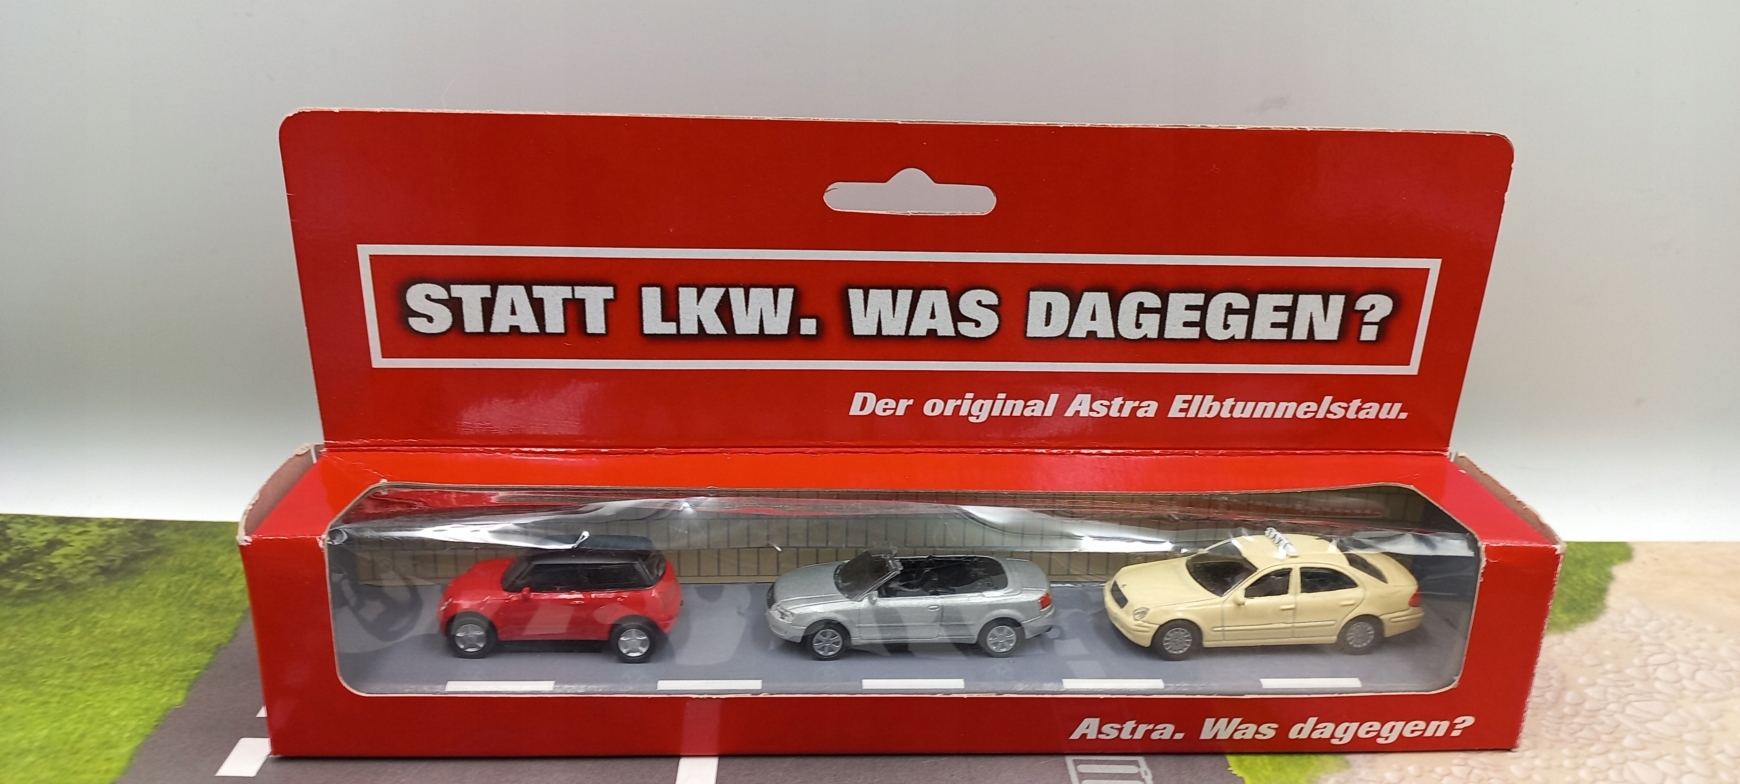 STATT LKW. WAS DAGEGEN?
Der original Astra Elbtunnelstau.
Astra. Was dagegen?